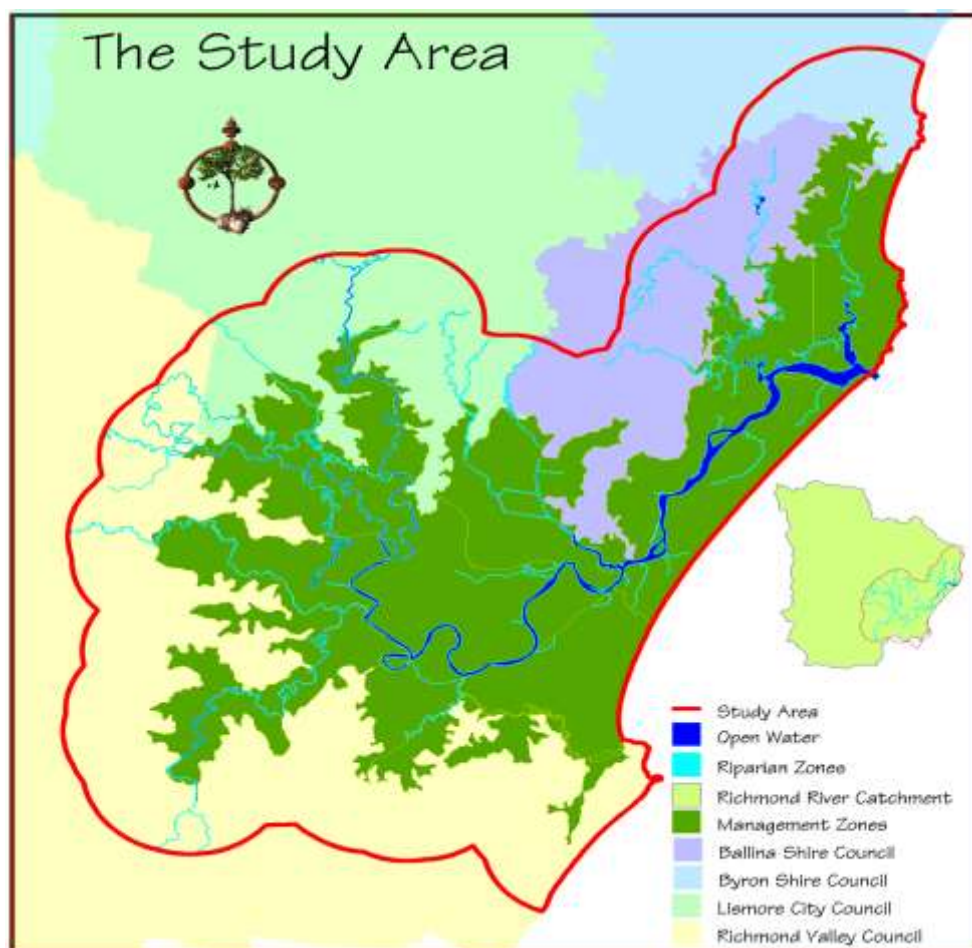 The Study Area
Study Area
Open Water
Riparian Zones
Richmond River Catchment
Management Zones
Ballina Shire Council
Byron Shire Council
Lismore City Council
Richmond Valley Council